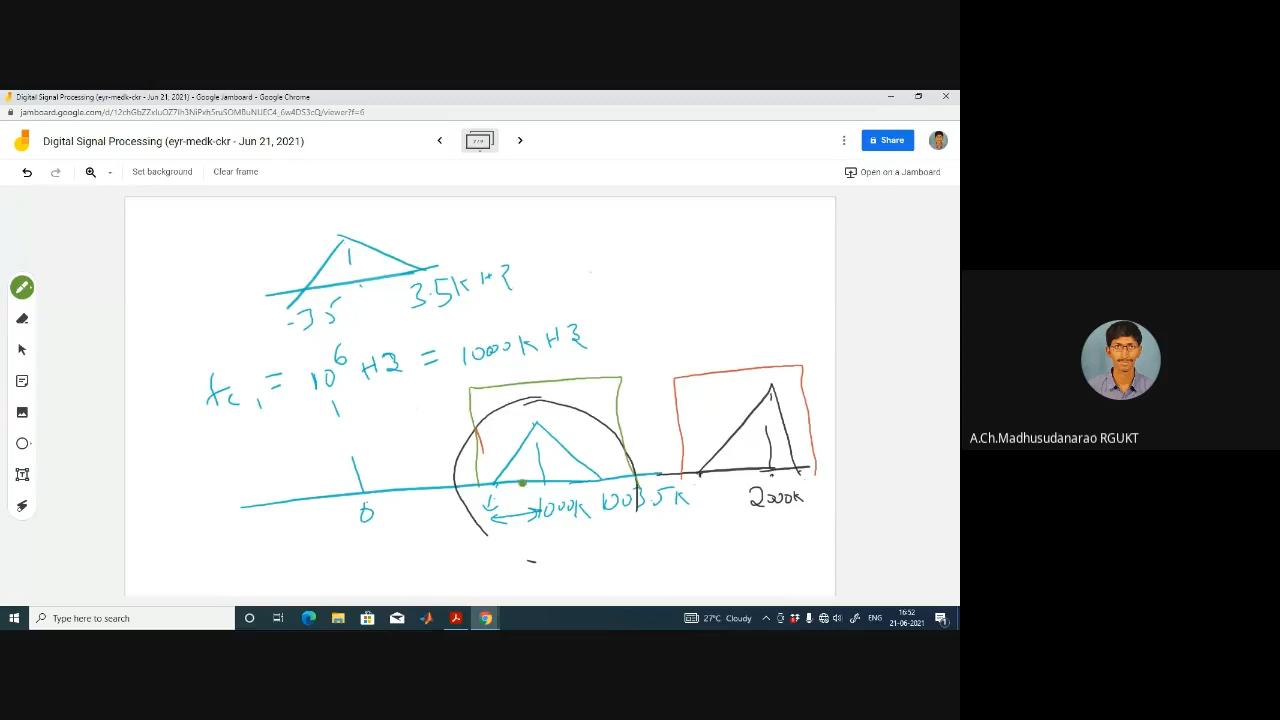 Digital Signal Processing (eyr-medk-ckr - Jun 21, 2021) - Google Jamboard - Google Chrome
Digital Signal Processing (eyr-medk-ckr - Jun 21, 2021)
Share
Set background
Clear frame
Open on a Jamboard
-3.5
3.5KHz
fc1 = 10^6 Hz = 1000KHz
0
1000K
1003.5K
2000K
A.Ch.Madhusudanarao RGUKT
Type here to search
27°C Cloudy
ENG
16:52
21-06-2021